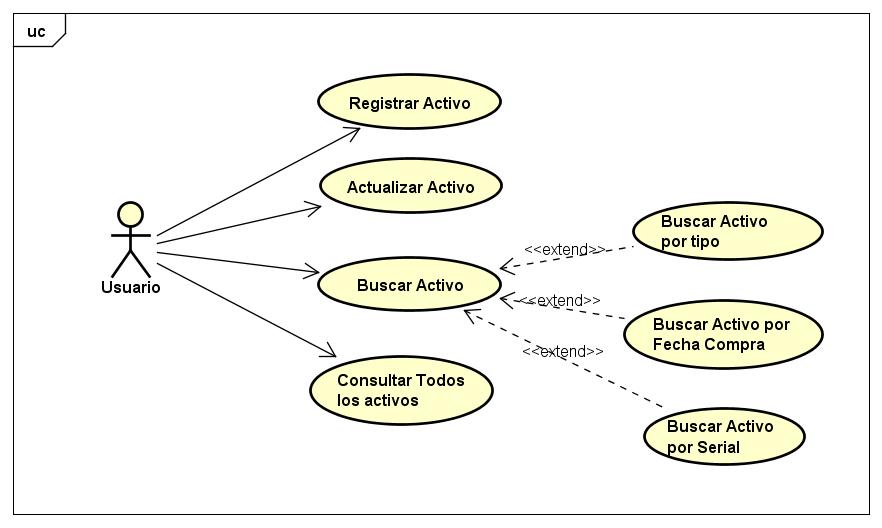 uc
Registrar Activo
Actualizar Activo
Buscar Activo
por tipo
<<extend>>
Usuario
Buscar Activo
<<extend>>
Buscar Activo por
Fecha Compra
<<extend>>
Consultar Todos
los activos
Buscar Activo
por Serial